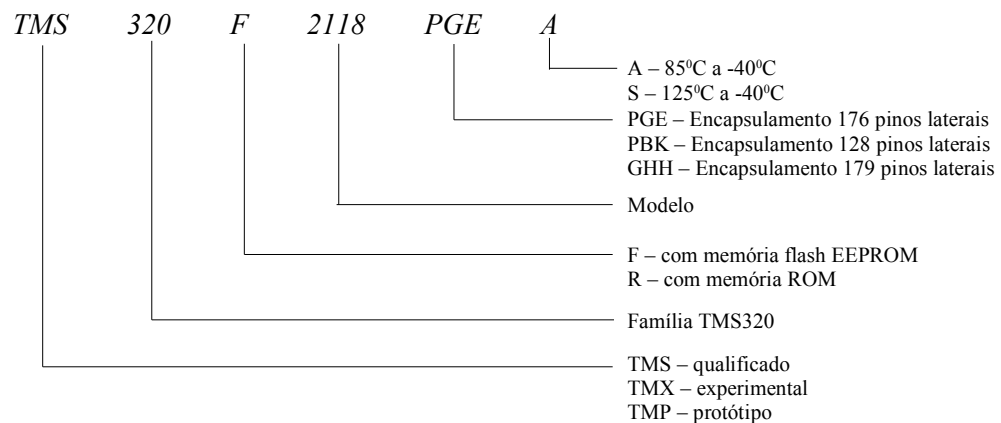 TMS 320 F 2118 PGE A
A – 85⁰C a -40⁰C
S – 125⁰C a -40⁰C
PGE – Encapsulamento 176 pinos laterais
PBK – Encapsulamento 128 pinos laterais
GHH – Encapsulamento 179 pinos laterais
Modelo
F – com memória flash EEPROM
R – com memória ROM
Família TMS320
TMS – qualificado
TMX – experimental
TMP – protótipo